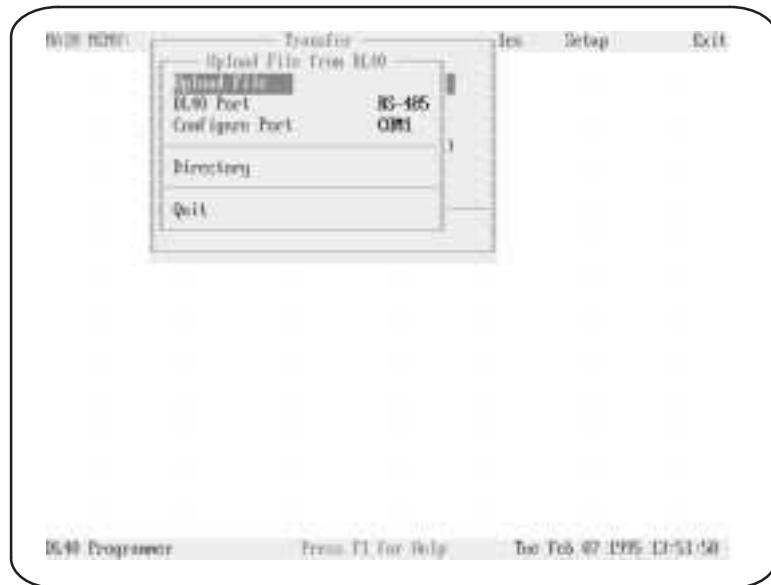 MAIN MENU: Transfer Setup Exit
Upload File from DL40
Upload File
DL40 Port RS-485
Configure Port COM1
Directory
Quit
DL40 Programmer Press F1 for Help Tue Feb 07 1995 13:53:50